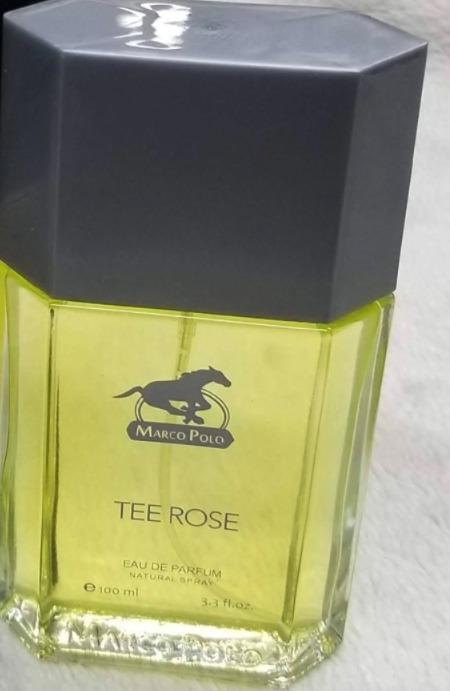 MARCO POLO
TEE ROSE
EAU DE PARFUM
NATURAL SPRAY
℮ 100 ml
3.3 fl.oz.
MARCO POLO